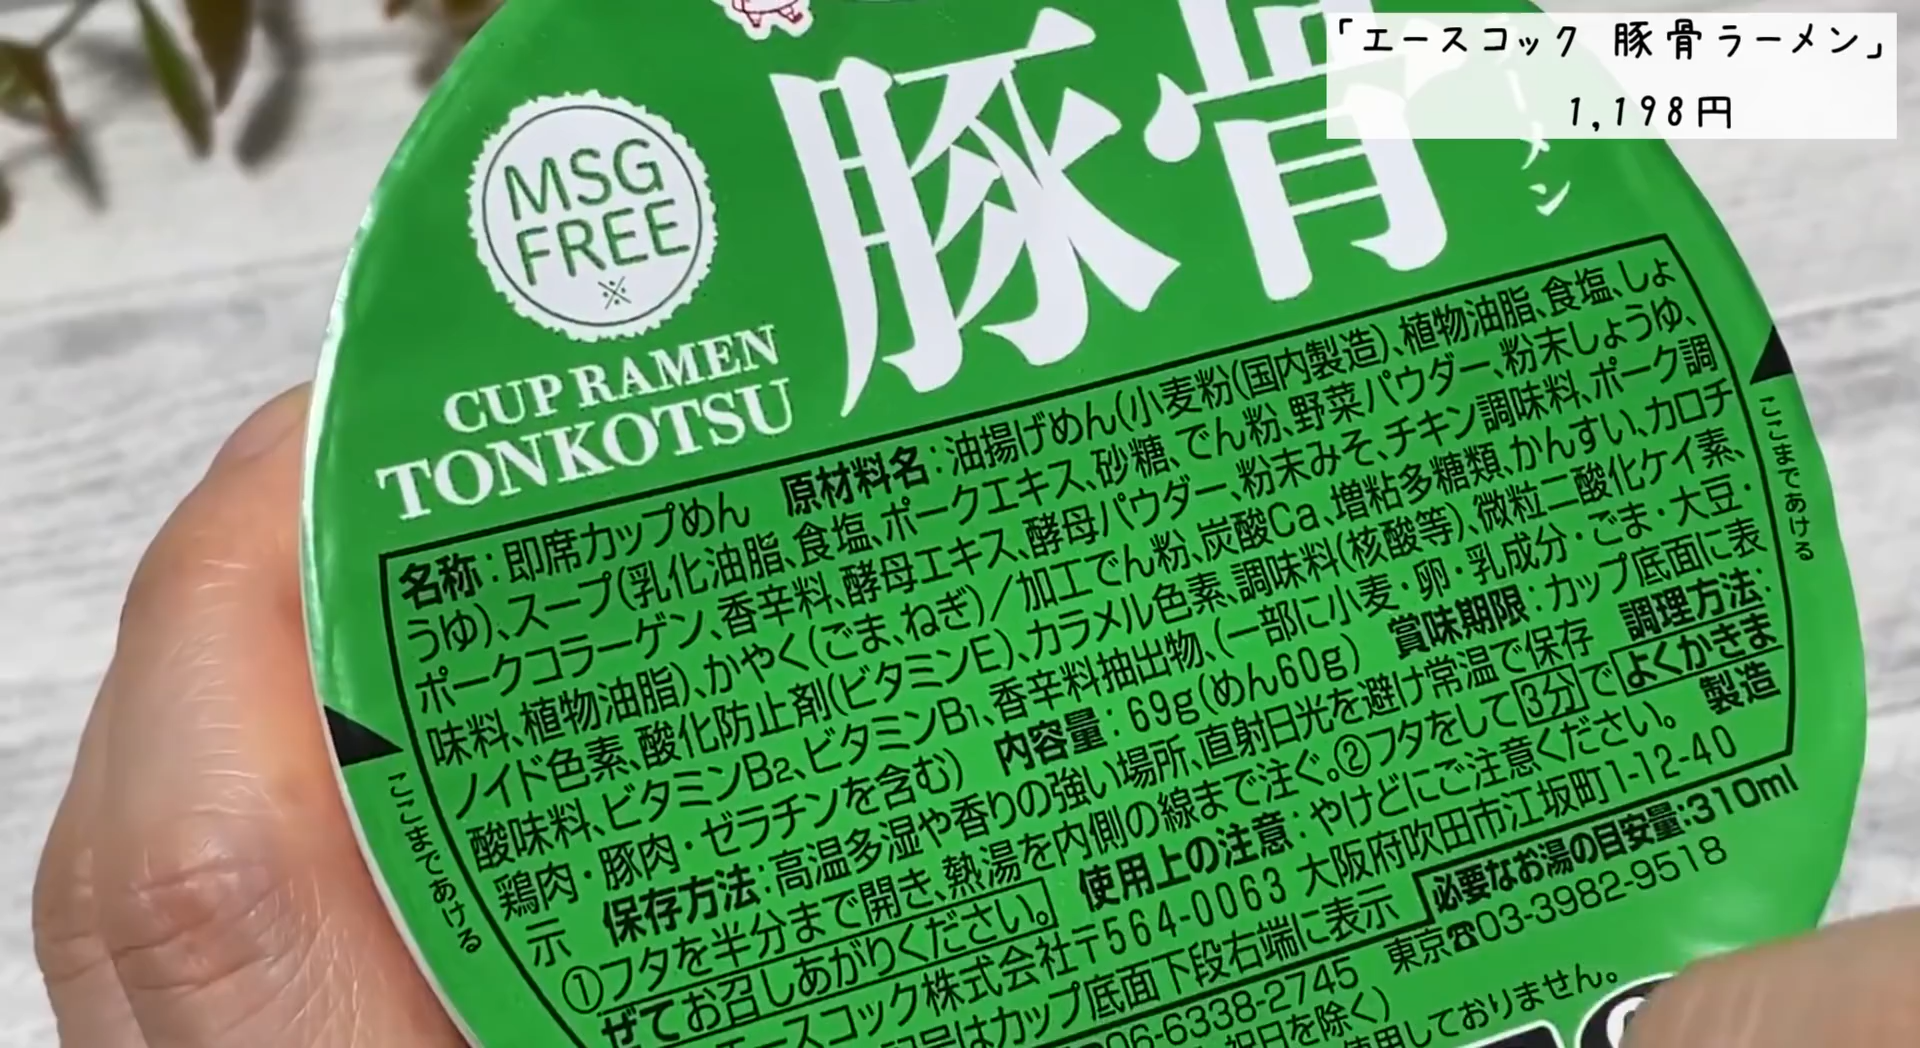 「エースコック 豚骨ラーメン」
1,198円
豚骨
メン
MSG
FREE
※
CUP RAMEN
TONKOTSU
名称：即席カップめん 原材料名：油揚げめん(小麦粉(国内製造)、植物油脂、食塩、しょ
うゆ)、スープ(乳化油脂、食塩、ポークエキス、砂糖、でん粉、野菜パウダー、粉末しょうゆ、
ポークコラーゲン、香辛料、酵母エキス、酵母パウダー、粉末みそ、チキン調味料、ポーク調
味料、植物油脂)、かやく(ごま、ねぎ)／加工でん粉、炭酸Ca、増粘多糖類、かんすい、カロチ
ノイド色素、酸化防止剤(ビタミンE)、カラメル色素、調味料(核酸等)、微粒二酸化ケイ素、
酸味料、ビタミンB2、ビタミンB1、香辛料抽出物、(一部に小麦・卵・乳成分・ごま・大豆・
鶏肉・豚肉・ゼラチンを含む) 内容量：69g(めん60g) 賞味期限：カップ底面に表
示 保存方法：高温多湿や香りの強い場所、直射日光を避け常温で保存 調理方法：
①フタを半分まで開き、熱湯を内側の線まで注ぐ。②フタをして3分でよくかきま
ぜてお召しあがりください。 使用上の注意：やけどにご注意ください。 製造
エースコック株式会社〒564-0063 大阪府吹田市江坂町1-12-40
号はカップ底面下段右端に表示 必要なお湯の目安量：310ml
06-6338-2745 東京☎03-3982-9518
祝日を除く)
使用しておりません。
ここまであける
ここまであける